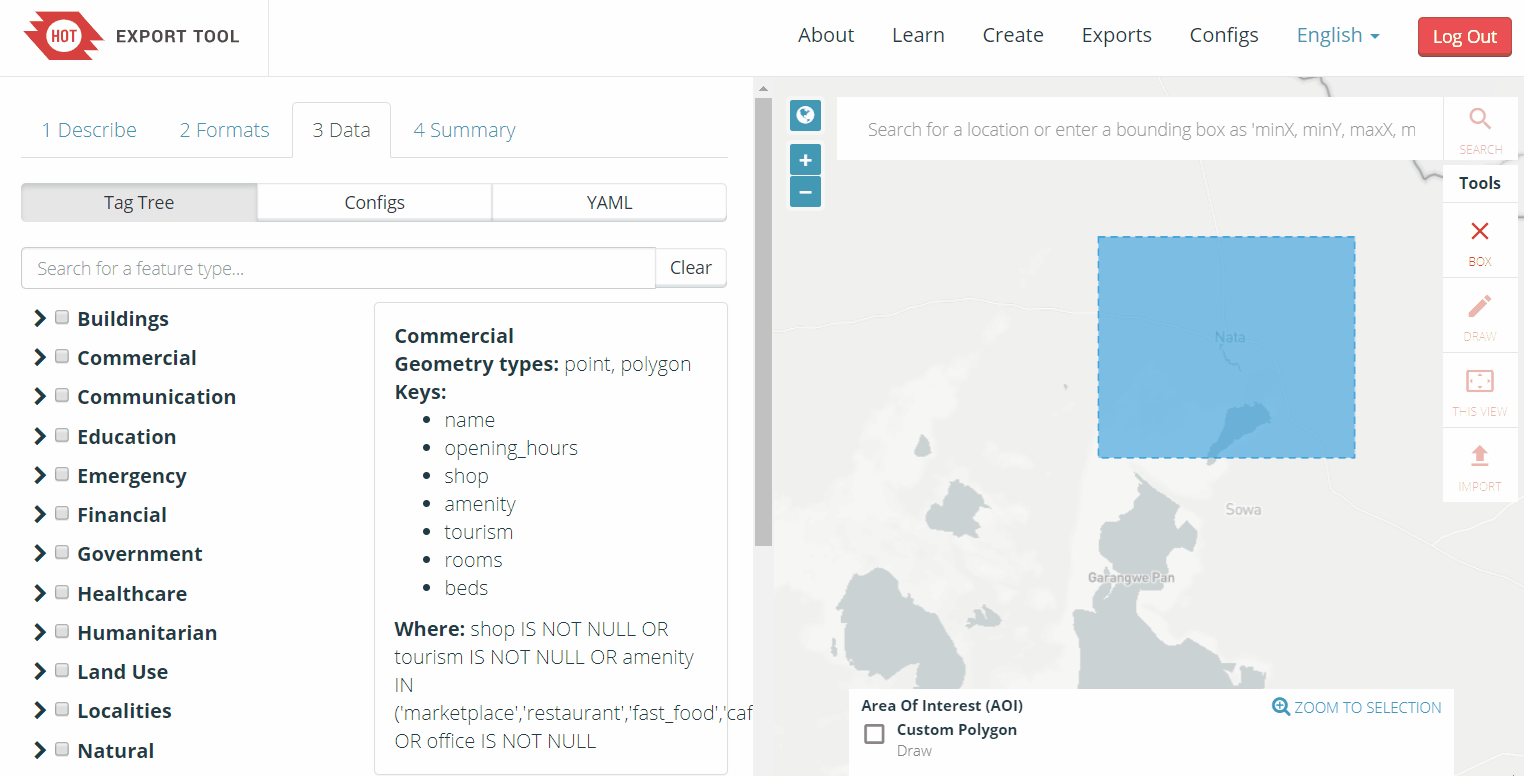 HOT EXPORT TOOL
About Learn Create Exports Configs English Log Out
1 Describe 2 Formats 3 Data 4 Summary
Tag Tree Configs YAML
Search for a feature type... Clear
Buildings
Commercial
Communication
Education
Emergency
Financial
Government
Healthcare
Humanitarian
Land Use
Localities
Natural
Commercial
Geometry types: point, polygon
Keys:
• name
• opening_hours
• shop
• amenity
• tourism
• rooms
• beds
Where: shop IS NOT NULL OR
tourism IS NOT NULL OR amenity
IN
('marketplace','restaurant','fast_food','caf
OR office IS NOT NULL
Search for a location or enter a bounding box as 'minX, minY, maxX, m
SEARCH
Tools
BOX
DRAW
THIS VIEW
IMPORT
Nata
Sowa
Garangwe Pan
Area Of Interest (AOI) ZOOM TO SELECTION
Custom Polygon
Draw